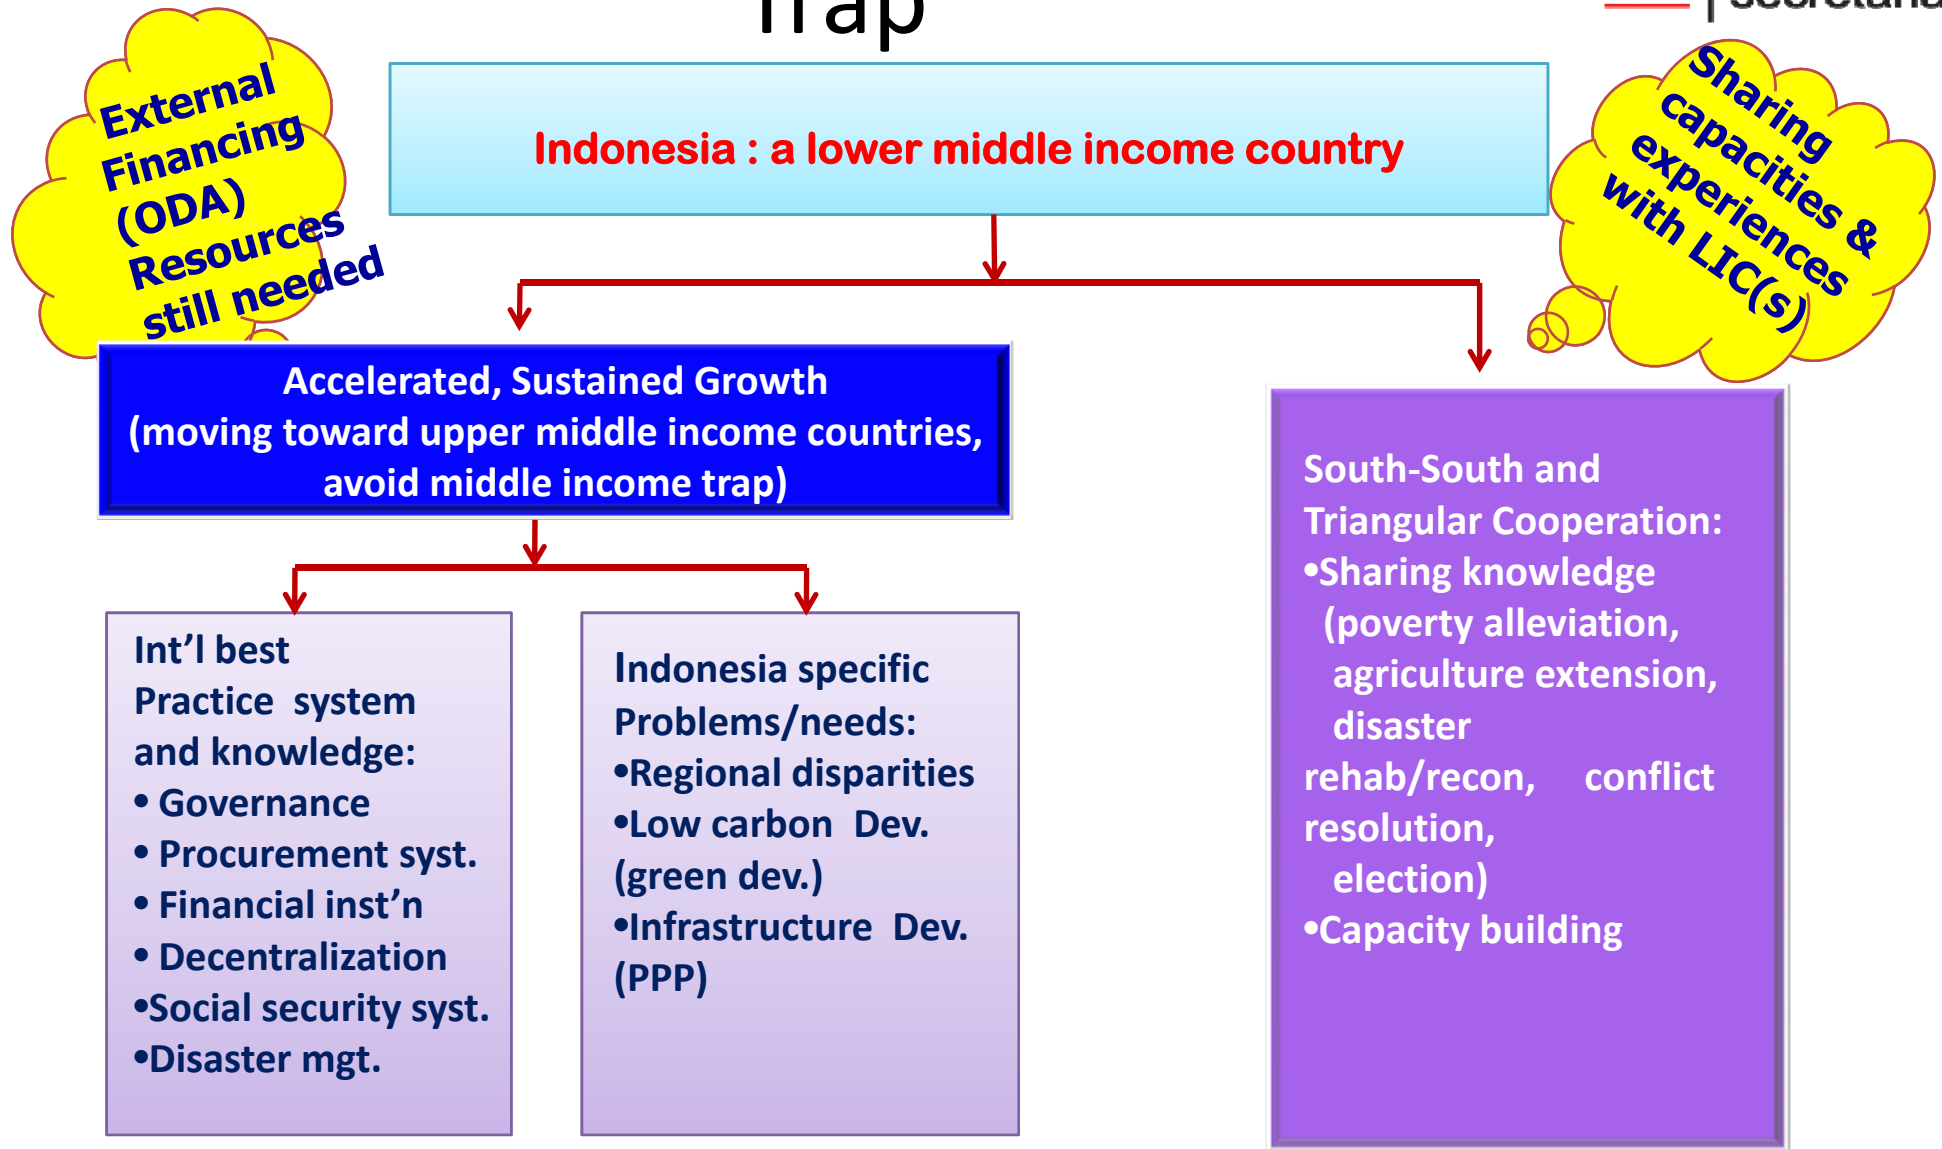 Trap
secretaria
External
Financing
(ODA)
Resources
still needed
Indonesia : a lower middle income country
Sharing
capacities &
experiences
with LIC(s)
Accelerated, Sustained Growth
(moving toward upper middle income countries,
avoid middle income trap)
Int’l best
Practice system
and knowledge:
• Governance
• Procurement syst.
• Financial inst’n
• Decentralization
•Social security syst.
•Disaster mgt.
Indonesia specific
Problems/needs:
•Regional disparities
•Low carbon Dev.
(green dev.)
•Infrastructure Dev.
(PPP)
South-South and
Triangular Cooperation:
•Sharing knowledge
(poverty alleviation,
agriculture extension,
disaster
rehab/recon, conflict
resolution,
election)
•Capacity building